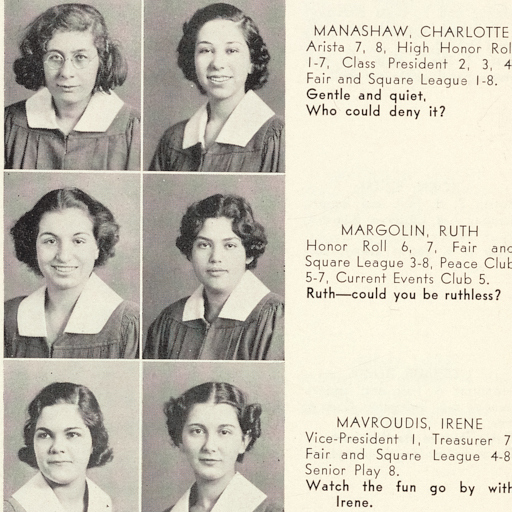 MANASHAW, CHARLOTTE
Arista 7, 8, High Honor Rol
1-7, Class President 2, 3, 4
Fair and Square League 1-8.
Gentle and quiet,
Who could deny it?
MARGOLIN, RUTH
Honor Roll 6, 7, Fair and
Square League 3-8, Peace Club
5-7, Current Events Club 5.
Ruth—could you be ruthless?
MAVROUDIS, IRENE
Vice-President 1, Treasurer 7
Fair and Square League 4-8
Senior Play 8.
Watch the fun go by with
Irene.